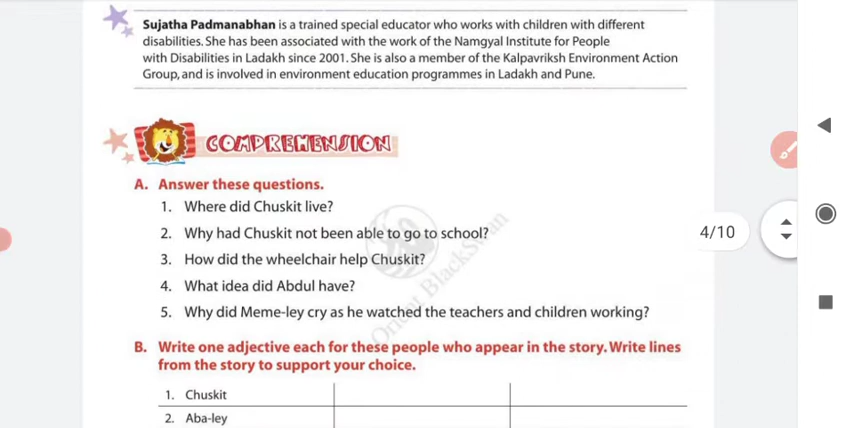 Sujatha Padmanabhan is a trained special educator who works with children with different
disabilities. She has been associated with the work of the Namgyal Institute for People
with Disabilities in Ladakh since 2001. She is also a member of the Kalpavriksh Environment Action
Group, and is involved in environment education programmes in Ladakh and Pune.
COMPREHENSION
A. Answer these questions.
1. Where did Chuskit live?
2. Why had Chuskit not been able to go to school?
4/10
3. How did the wheelchair help Chuskit?
4. What idea did Abdul have?
5. Why did Meme-ley cry as he watched the teachers and children working?
Orient BlackSwan
B. Write one adjective each for these people who appear in the story. Write lines
from the story to support your choice.
1. Chuskit
2. Aba-ley